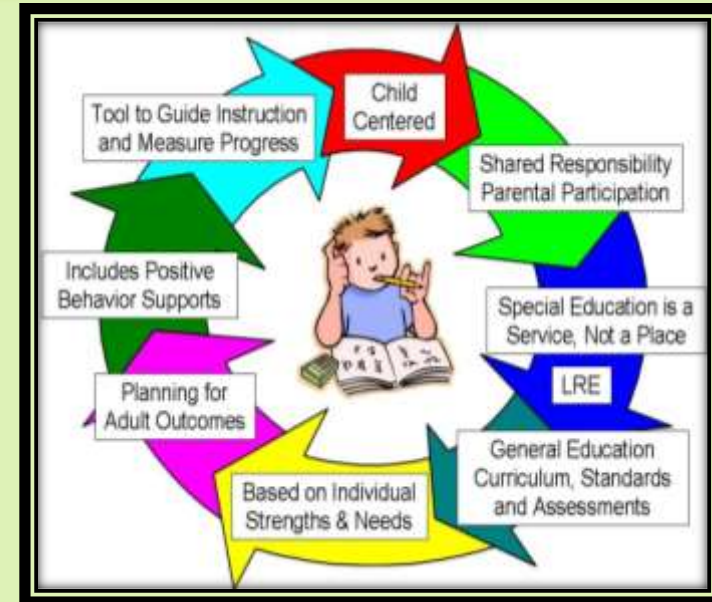 Child
Centered
Shared Responsibility
Parental Participation
Special Education is a
Service, Not a Place
LRE
General Education
Curriculum, Standards
and Assessments
Based on Individual
Strengths & Needs
Planning for
Adult Outcomes
Includes Positive
Behavior Supports
Tool to Guide Instruction
and Measure Progress